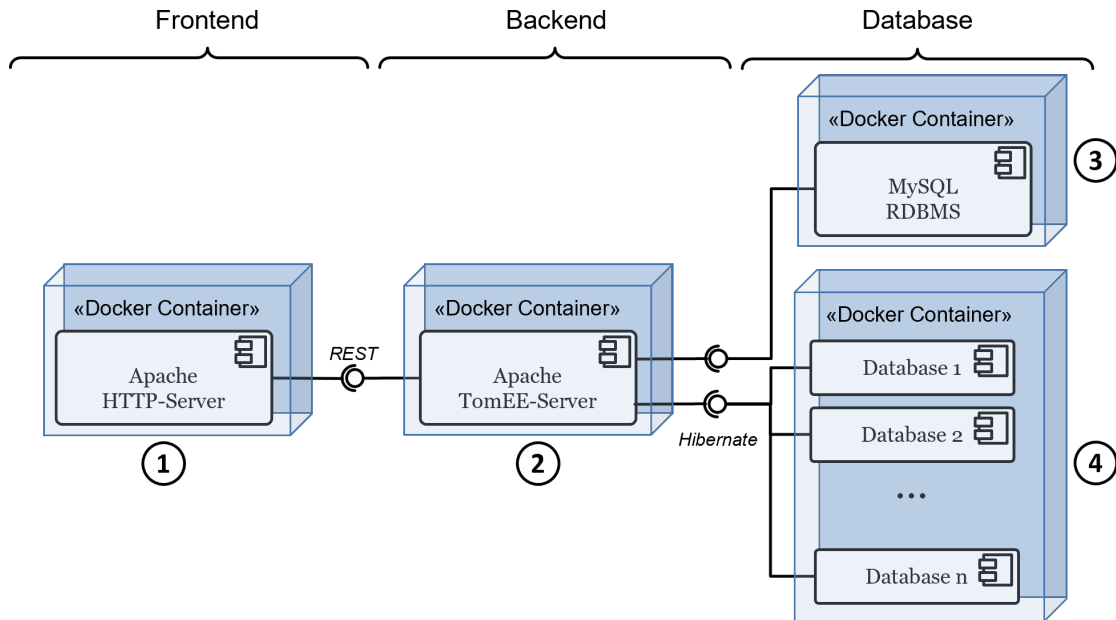 Frontend
Backend
Database
«Docker Container»
MySQL
RDBMS
3
«Docker Container»
Apache
HTTP-Server
1
REST
«Docker Container»
Apache
TomEE-Server
2
Hibernate
«Docker Container»
Database 1
Database 2
...
Database n
4